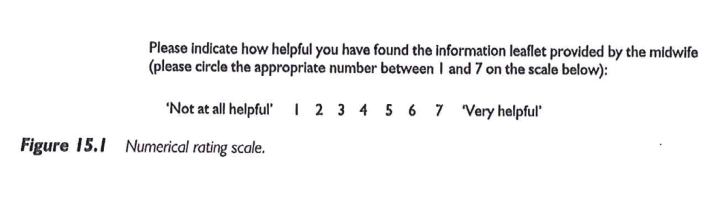 Please indicate how helpful you have found the information leaflet provided by the midwife
(please circle the appropriate number between 1 and 7 on the scale below):
'Not at all helpful' 1 2 3 4 5 6 7 'Very helpful'
Figure 15.1 Numerical rating scale.